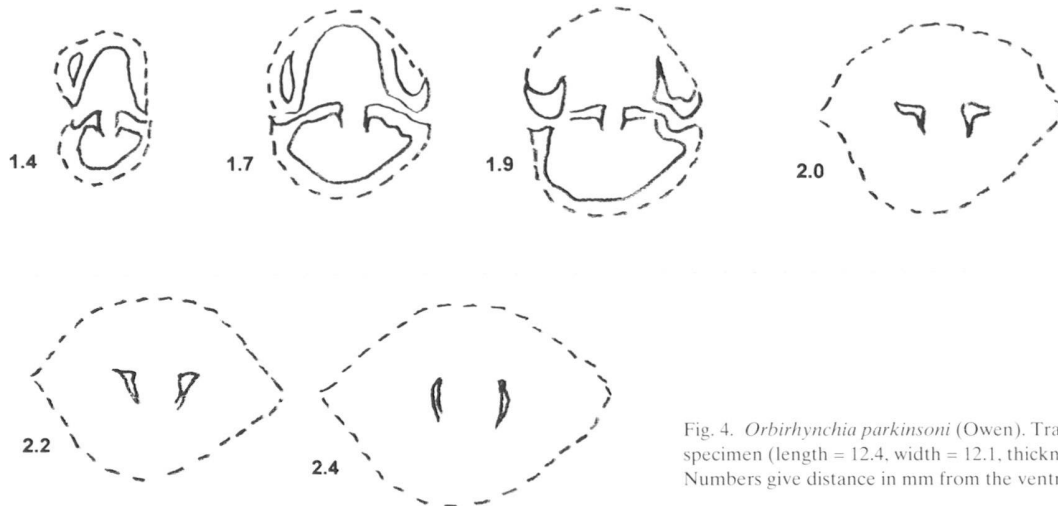 1.4
1.7
1.9
2.0
2.2
2.4
Fig. 4. Orbirhynchia parkinsoni (Owen). Tra
specimen (length = 12.4, width = 12.1, thickn
Numbers give distance in mm from the ventr